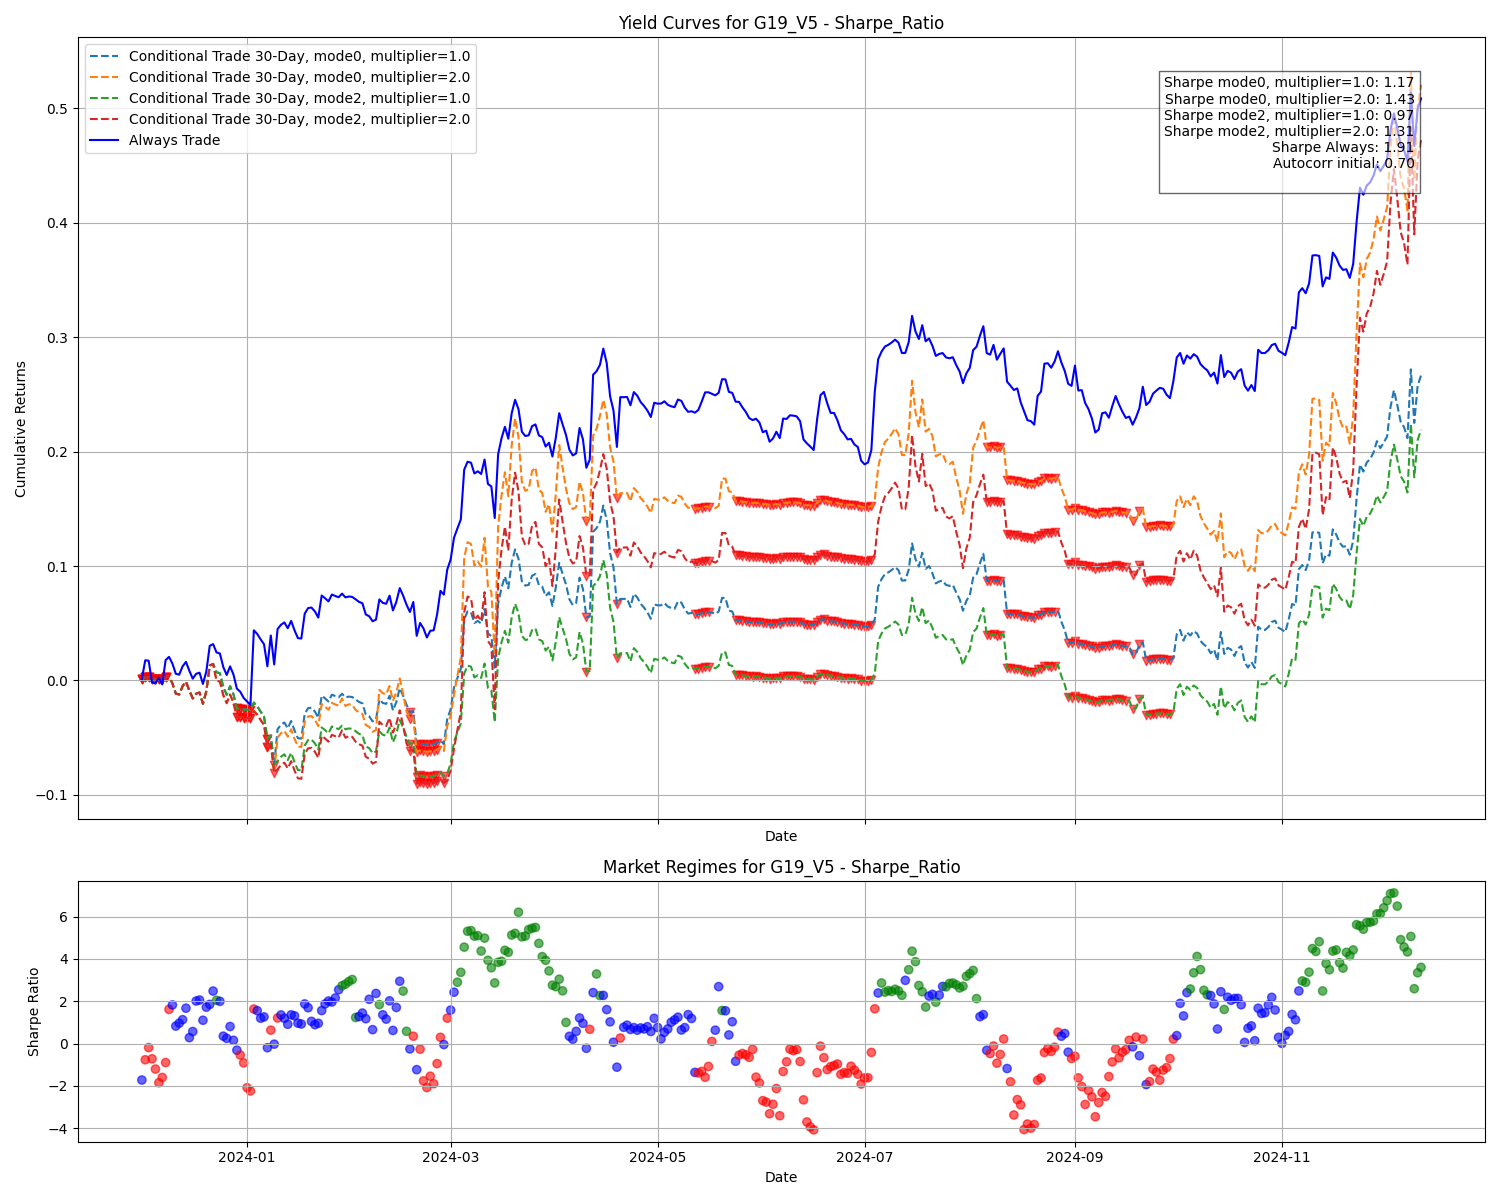 Yield Curves for G19_V5 - Sharpe_Ratio
Conditional Trade 30-Day, mode0, multiplier=1.0
Conditional Trade 30-Day, mode0, multiplier=2.0
Conditional Trade 30-Day, mode2, multiplier=1.0
Conditional Trade 30-Day, mode2, multiplier=2.0
Always Trade
Sharpe mode0, multiplier=1.0: 1.17
Sharpe mode0, multiplier=2.0: 1.43
Sharpe mode2, multiplier=1.0: 0.97
Sharpe mode2, multiplier=2.0: 1.31
Sharpe Always: 1.91
Autocorr initial: 0.70
Cumulative Returns
0.5
0.4
0.3
0.2
0.1
0.0
−0.1
Date
Market Regimes for G19_V5 - Sharpe_Ratio
Sharpe Ratio
6
4
2
0
−2
−4
2024-01
2024-03
2024-05
2024-07
2024-09
2024-11
Date